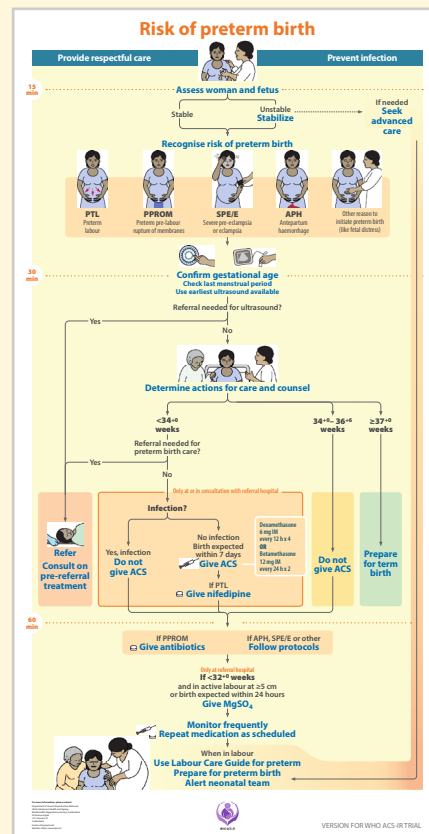 Risk of preterm birth
Provide respectful care
Prevent infection
15
min
Assess woman and fetus
Stable
Unstable
Stabilize
If needed
Seek
advanced
care
Recognise risk of preterm birth
PTL
Preterm
labour
PPROM
Preterm pre-labour
rupture of membranes
SPE/E
Severe pre-eclampsia
or eclampsia
APH
Antepartum
haemorrhage
Other reason to
initiate preterm birth
(like fetal distress)
30
min
Confirm gestational age
Check last menstrual period
Use earliest ultrasound available
Referral needed for ultrasound?
Yes
No
Determine actions for care and counsel
<34+0
weeks
34+0– 36+6
weeks
≥37+0
weeks
Referral needed for
preterm birth care?
Yes
No
Only at or in consultation with referral hospital
Infection?
Refer
Consult on
pre-referral
treatment
Yes, infection
Do not
give ACS
No infection
Birth expected
within 7 days
Give ACS
Dexamethasone
6 mg IM
every 12 h x 4
OR
Betamethasone
12 mg IM
every 24 h x 2
If PTL
Give nifedipine
Do not
give ACS
Prepare
for term
birth
60
min
If PPROM
Give antibiotics
If APH, SPE/E or other
Follow protocols
Only at referral hospital
If <32+0 weeks
and in active labour at ≥5 cm
or birth expected within 24 hours
Give MgSO4
Monitor frequently
Repeat medication as scheduled
When in labour
Use Labour Care Guide for preterm
Prepare for preterm birth
Alert neonatal team
WHO ACS-IR
VERSION FOR WHO ACS-IR TRIAL